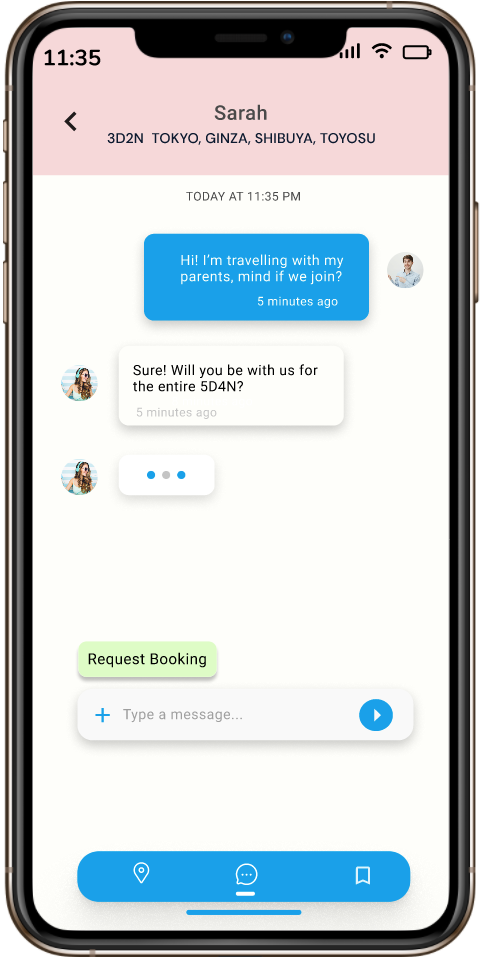 11:35
Sarah
3D2N TOKYO, GINZA, SHIBUYA, TOYOSU
TODAY AT 11:35 PM
Hi! I’m travelling with my
parents, mind if we join?
5 minutes ago
Sure! Will you be with us for
the entire 5D4N?
5 minutes ago
Request Booking
Type a message...